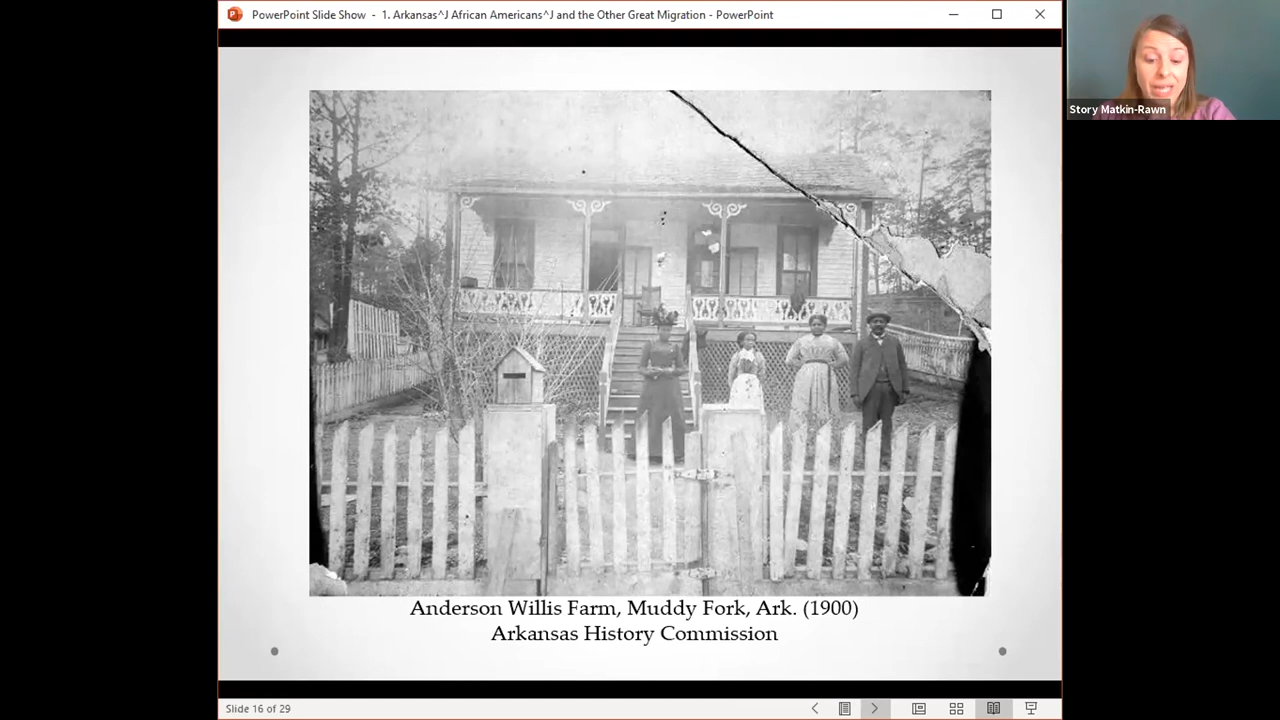 PowerPoint Slide Show - 1. Arkansas^J African Americans^J and the Other Great Migration - PowerPoint
Story Matkin-Rawn
Anderson Willis Farm, Muddy Fork, Ark. (1900)
Arkansas History Commission
Slide 16 of 29